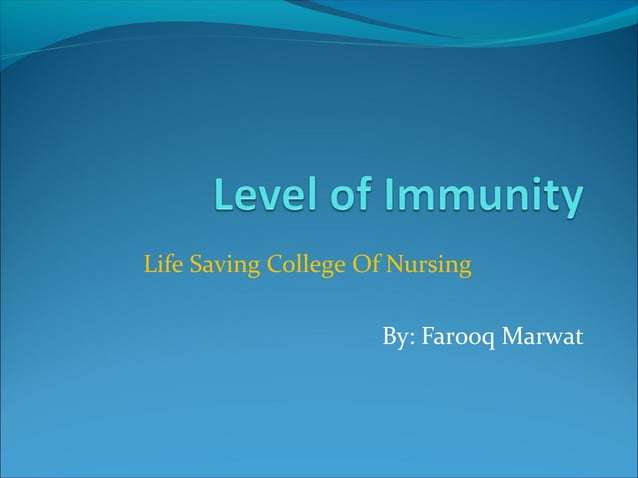 Level of Immunity
Life Saving College Of Nursing
By: Farooq Marwat